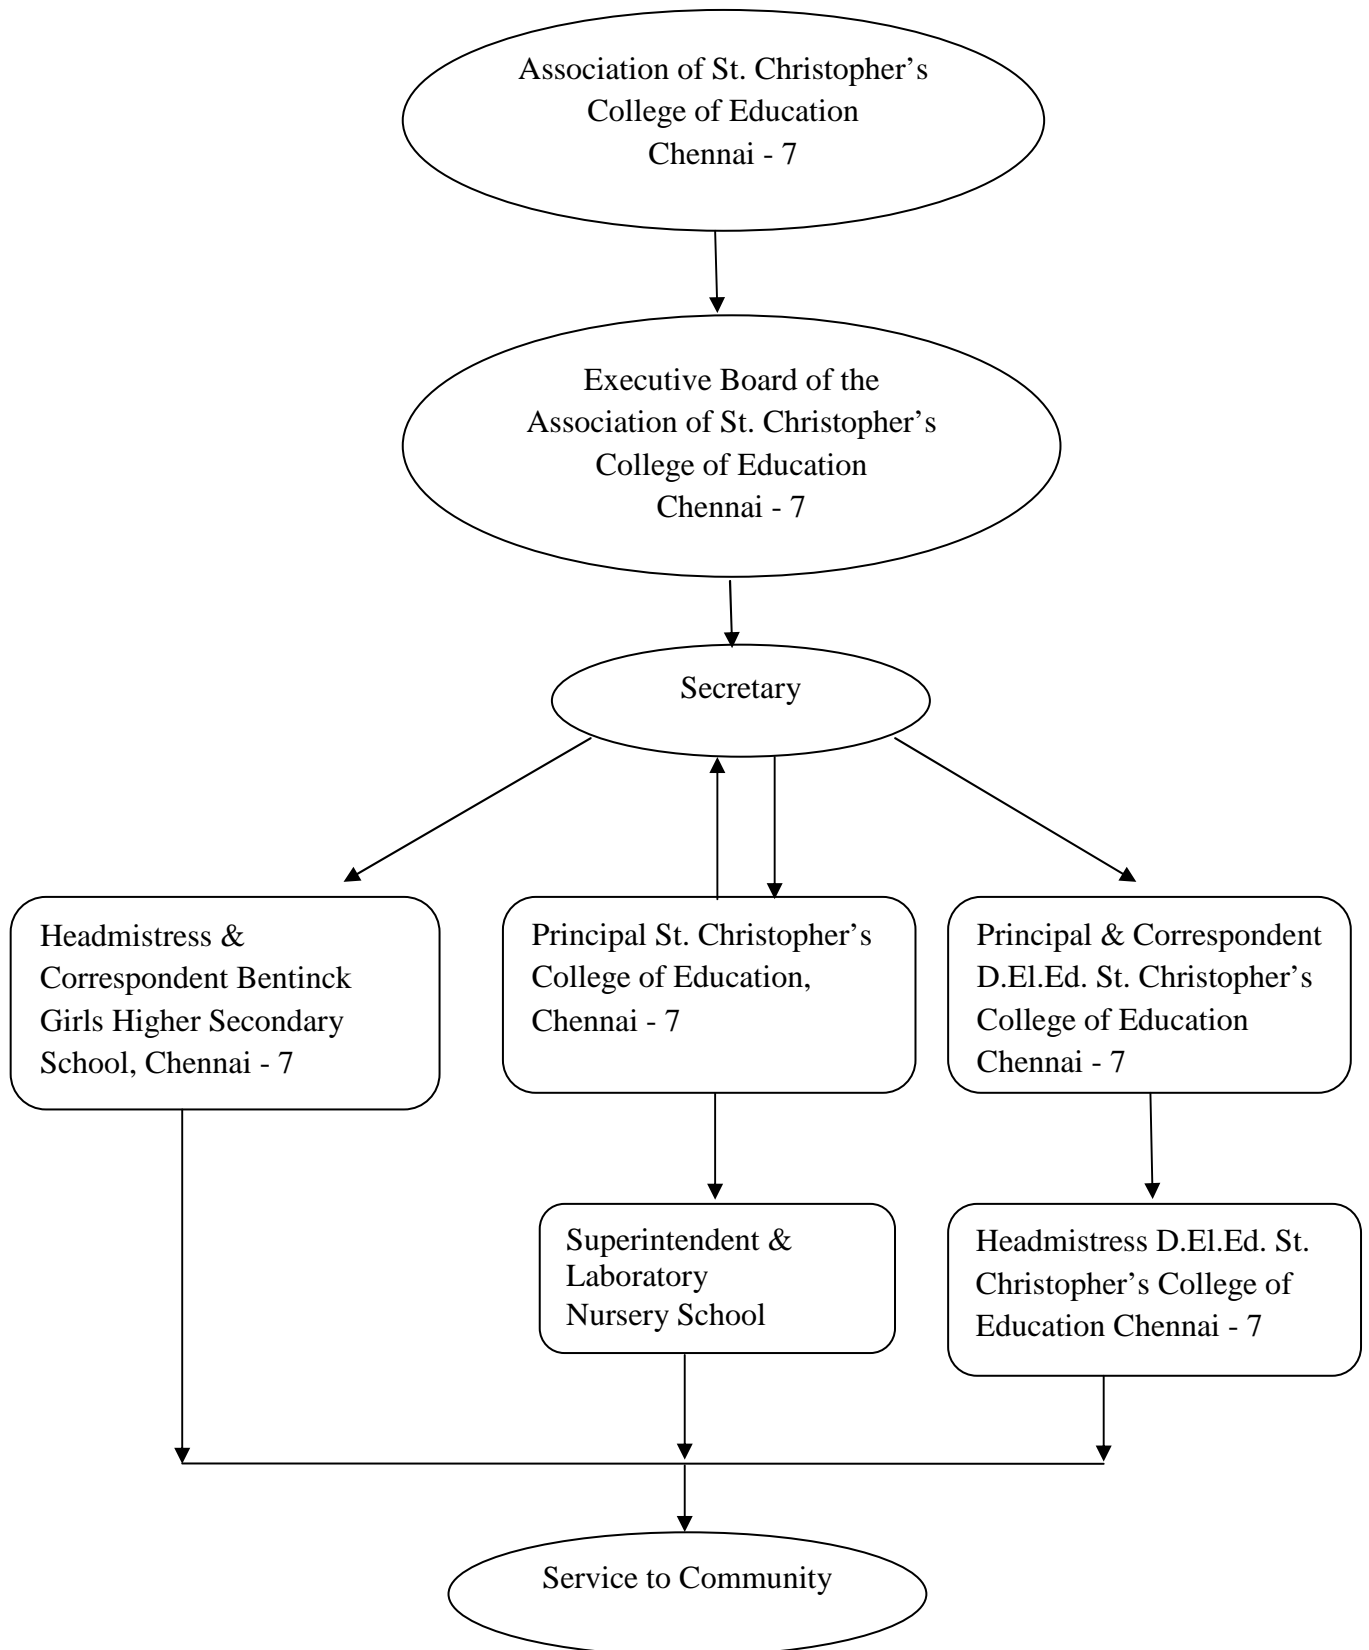 Association of St. Christopher’s
College of Education
Chennai - 7
Executive Board of the
Association of St. Christopher’s
College of Education
Chennai - 7
Secretary
Headmistress &
Correspondent Bentinck
Girls Higher Secondary
School, Chennai - 7
Principal St. Christopher’s
College of Education,
Chennai - 7
Principal & Correspondent
D.El.Ed. St. Christopher’s
College of Education
Chennai - 7
Superintendent &
Laboratory
Nursery School
Headmistress D.El.Ed. St.
Christopher’s College of
Education Chennai - 7
Service to Community